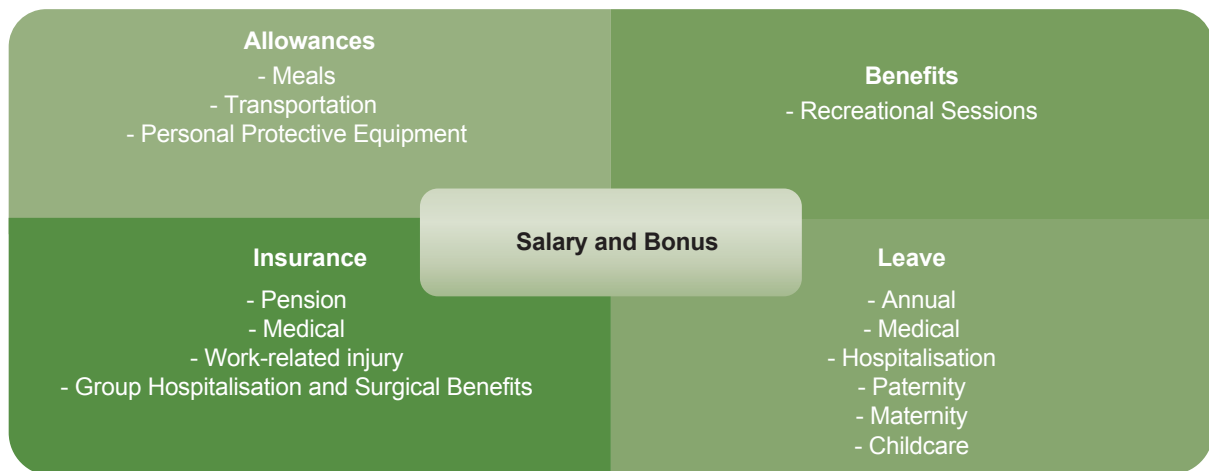 Allowances
- Meals
- Transportation
- Personal Protective Equipment
Benefits
- Recreational Sessions
Salary and Bonus
Insurance
- Pension
- Medical
- Work-related injury
- Group Hospitalisation and Surgical Benefits
Leave
- Annual
- Medical
- Hospitalisation
- Paternity
- Maternity
- Childcare